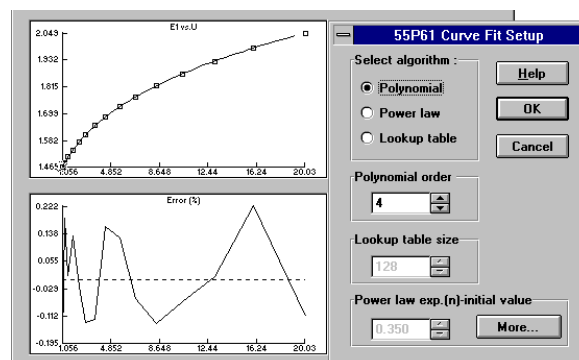 E1 vs.U
2.049
1.932
1.815
1.699
1.582
1.465
1.056 4.852 8.648 12.44 16.24 20.03
Error (%)
0.222
0.138
0.055
-0.029
-0.112
-0.195
1.056 4.852 8.648 12.44 16.24 20.03
55P61 Curve Fit Setup
Select algorithm :
Polynomial
Power law
Lookup table
Help
OK
Cancel
Polynomial order
4
Lookup table size
128
Power law exp.(n)-initial value
0.350
More...